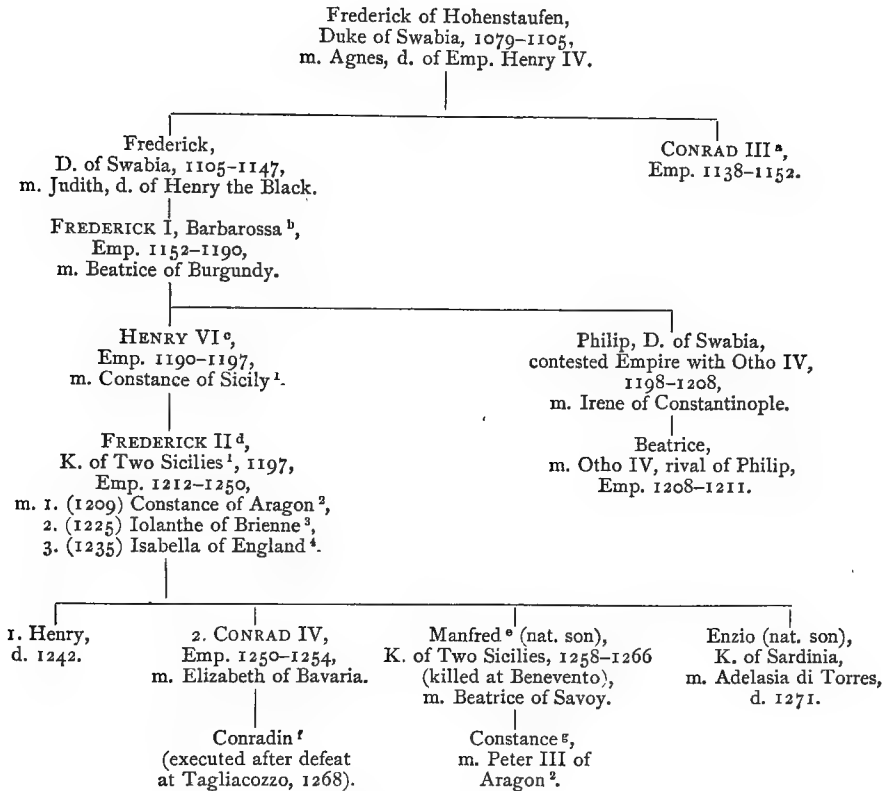 Frederick of Hohenstaufen,
Duke of Swabia, 1079–1105,
m. Agnes, d. of Emp. Henry IV.
Frederick,
D. of Swabia, 1105–1147,
m. Judith, d. of Henry the Black.
CONRAD III ᵃ,
Emp. 1138–1152.
FREDERICK I, Barbarossa ᵇ,
Emp. 1152–1190,
m. Beatrice of Burgundy.
HENRY VI ᶜ,
Emp. 1190–1197,
m. Constance of Sicily ¹.
Philip, D. of Swabia,
contested Empire with Otho IV,
1198–1208,
m. Irene of Constantinople.
FREDERICK II ᵈ,
K. of Two Sicilies ¹, 1197,
Emp. 1212–1250,
m. 1. (1209) Constance of Aragon ²,
2. (1225) Iolanthe of Brienne ³,
3. (1235) Isabella of England ⁴.
Beatrice,
m. Otho IV, rival of Philip,
Emp. 1208–1211.
1. Henry,
d. 1242.
2. CONRAD IV,
Emp. 1250–1254,
m. Elizabeth of Bavaria.
Manfred ᵉ (nat. son),
K. of Two Sicilies, 1258–1266
(killed at Benevento),
m. Beatrice of Savoy.
Enzio (nat. son),
K. of Sardinia,
m. Adelasia di Torres,
d. 1271.
Conradin ᶠ
(executed after defeat
at Tagliacozzo, 1268).
Constance ᵍ,
m. Peter III of
Aragon ².